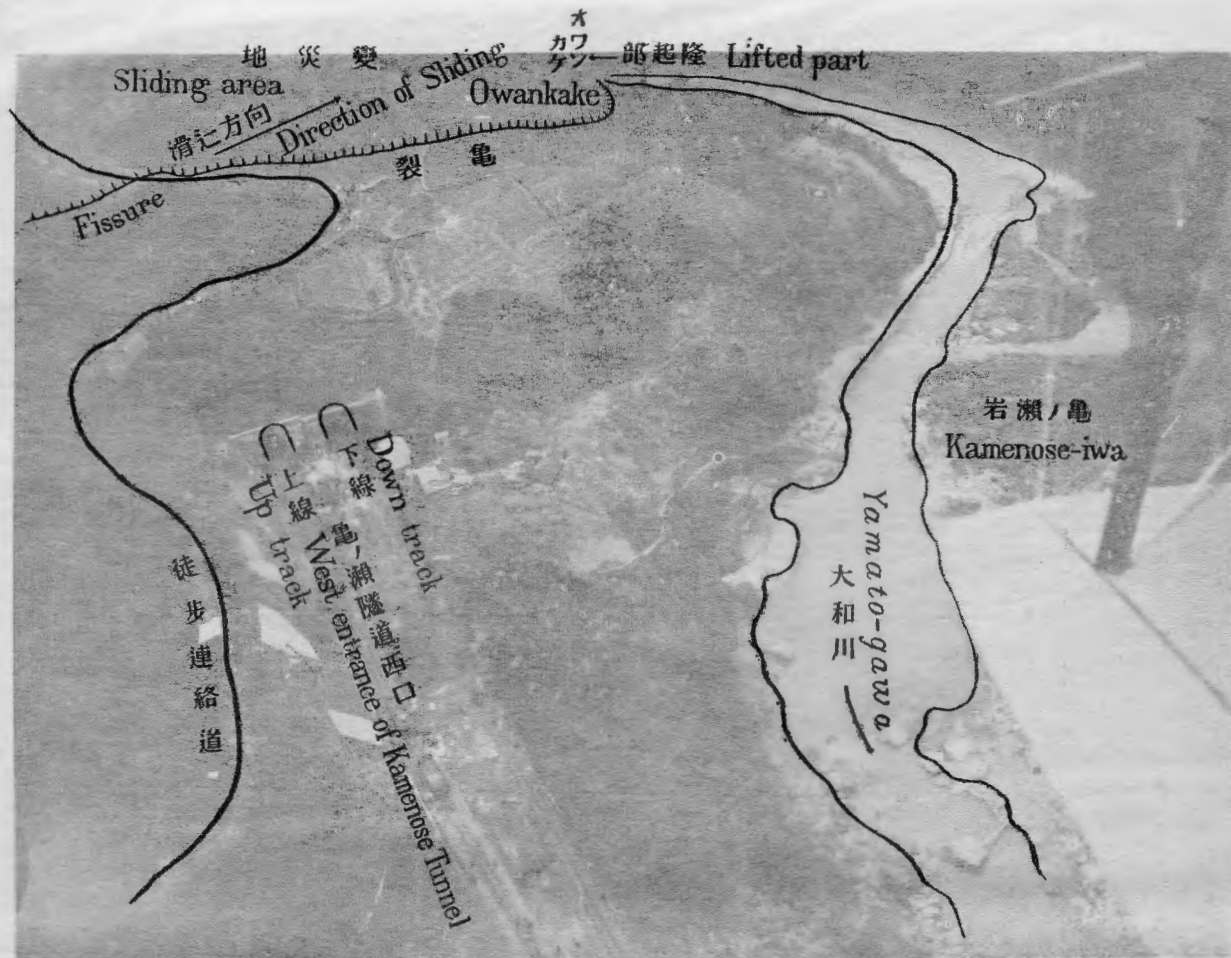 變災地
Sliding area
滑に方向
Direction of Sliding
オワンカケ
隆起部
Lifted part
Owankake
亀裂
Fissure
亀ノ瀬岩
Kamenose-iwa
Down track
下線
上線
Up track
亀ノ瀬隧道西口
West entrance of Kamenose Tunnel
徒步連絡道
Yamato-gawa
大和川